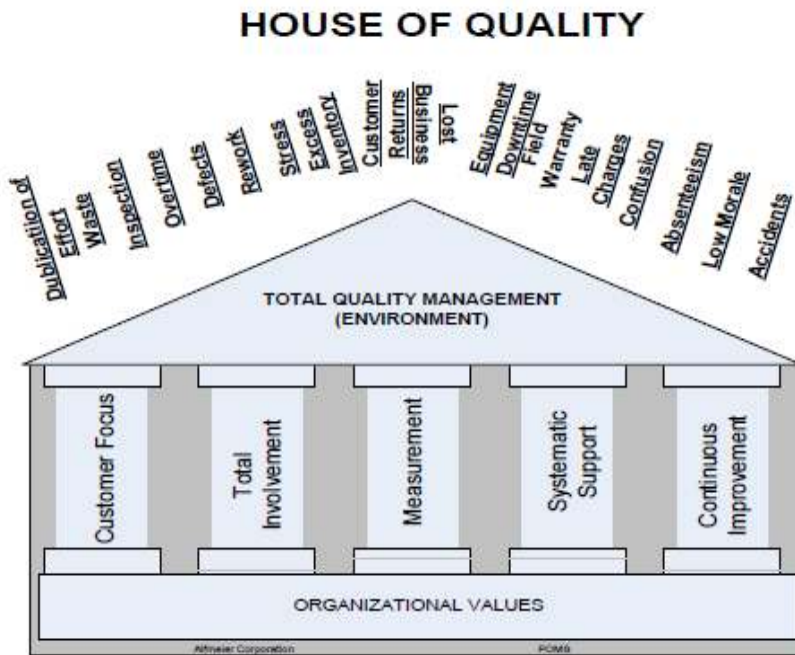 HOUSE OF QUALITY
Dublication of
Effort
Waste
Inspection
Overtime
Defects
Rework
Stress
Excess
Inventory
Customer
Returns
Business
Lost
Equipment
Downtime
Field
Warranty
Late
Charges
Confusion
Absenteeism
Low Morale
Accidents
TOTAL QUALITY MANAGEMENT
(ENVIRONMENT)
Customer Focus
Total
Involvement
Measurement
Systematic
Support
Continuous
Improvement
ORGANIZATIONAL VALUES
Corporation